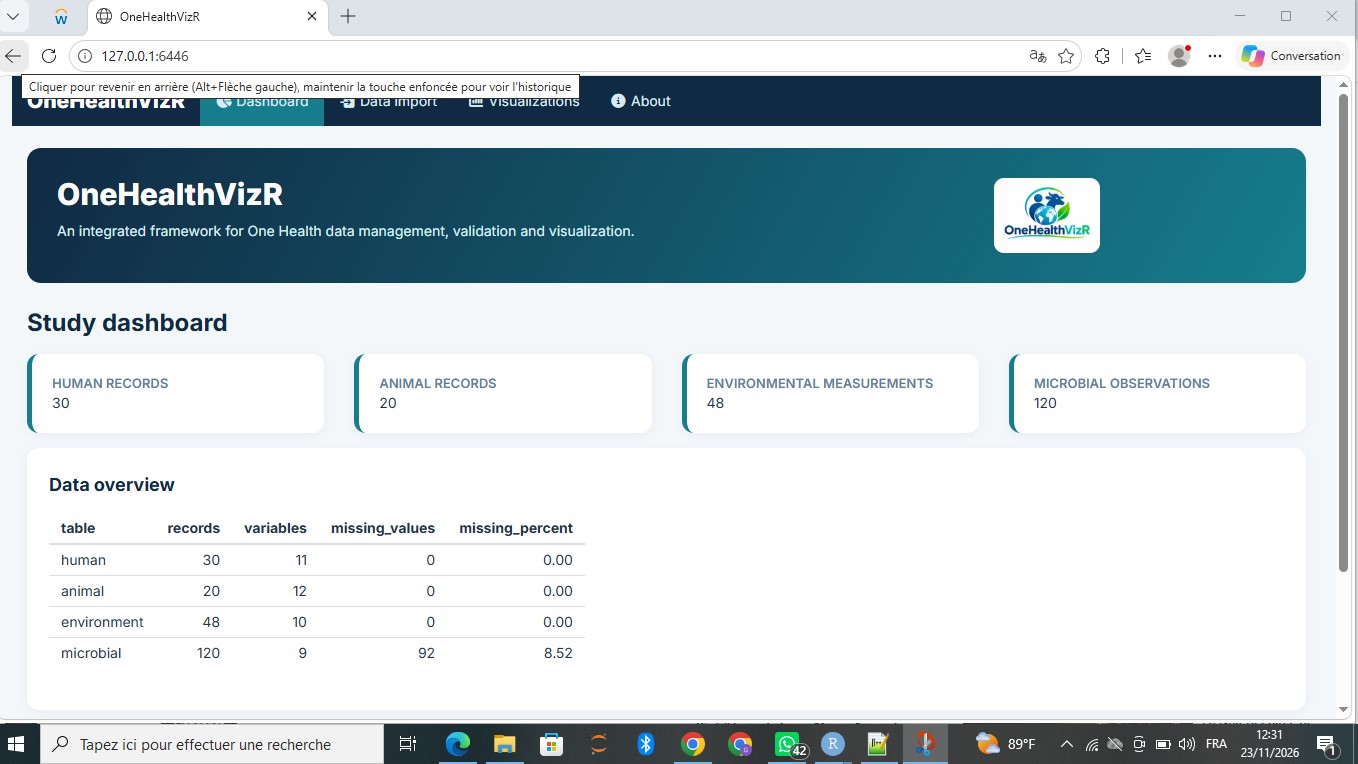 OneHealthVizR
127.0.0.1:6446
Conversation
Cliquer pour revenir en arrière (Alt+Flèche gauche), maintenir la touche enfoncée pour voir l'historique
OneHealthVizR Dashboard Data Import Visualizations About
OneHealthVizR
An integrated framework for One Health data management, validation and visualization.
OneHealthVizR
Study dashboard
HUMAN RECORDS ANIMAL RECORDS ENVIRONMENTAL MEASUREMENTS MICROBIAL OBSERVATIONS
30 20 48 120
Data overview
table records variables missing_values missing_percent
human 30 11 0 0.00
animal 20 12 0 0.00
environment 48 10 0 0.00
microbial 120 9 92 8.52
Tapez ici pour effectuer une recherche 42 R 89°F FRA 12:31
23/11/2026 1